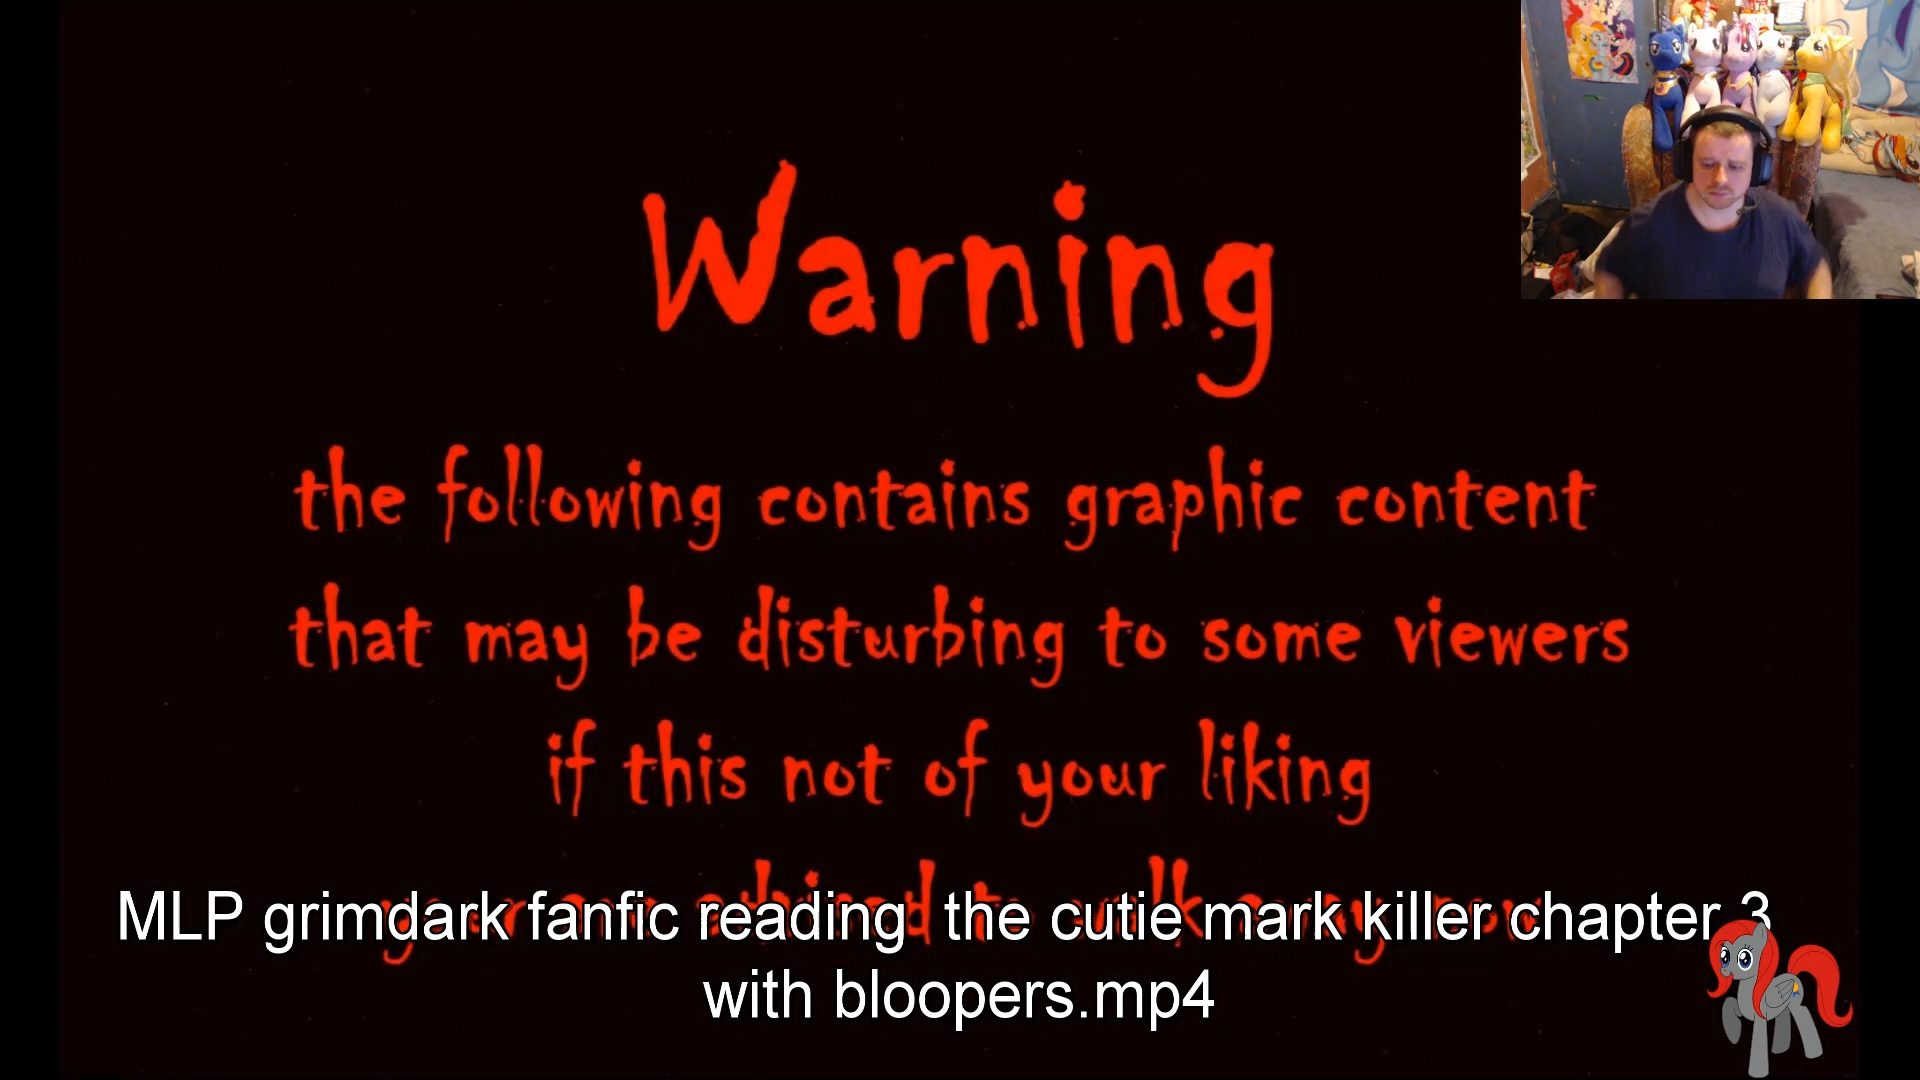 Warning
the following contains graphic content
that may be disturbing to some viewers
if this not of your liking
MLP grimdark fanfic reading the cutie mark killer chapter 3
with bloopers.mp4